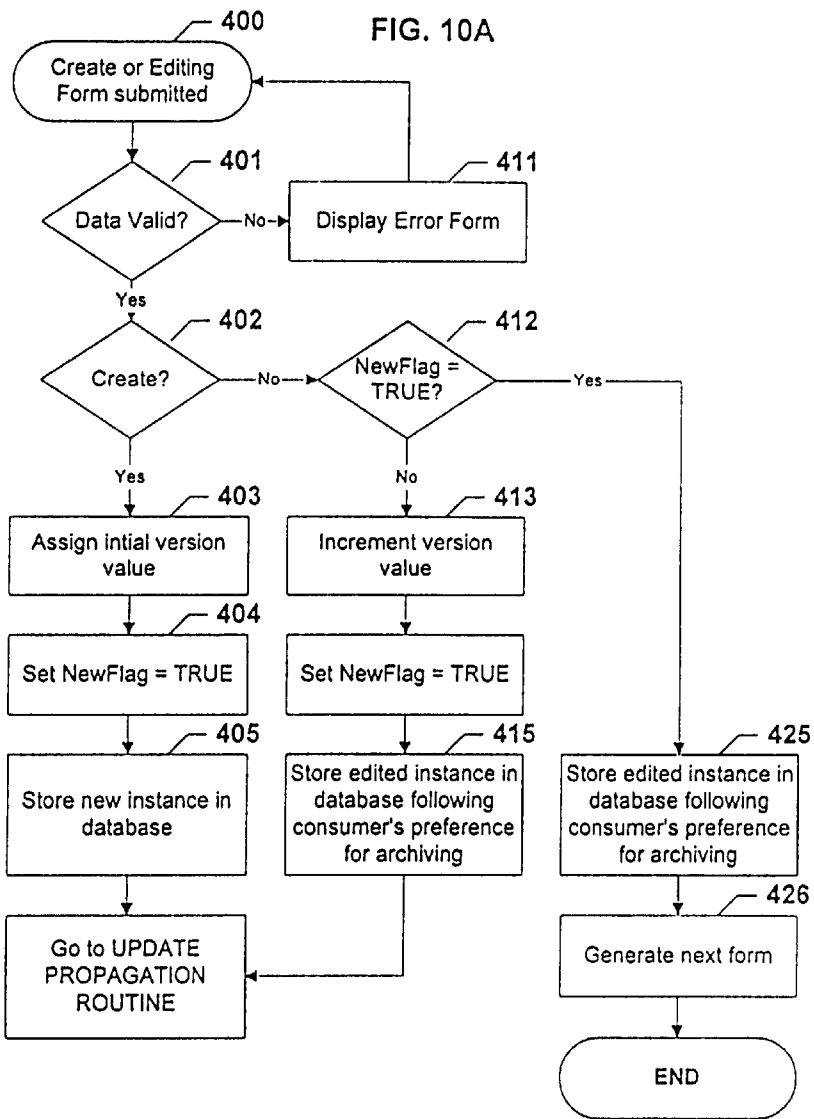 FIG. 10A
400
Create or Editing
Form submitted
401
Data Valid?
No
411
Display Error Form
Yes
402
Create?
No
412
NewFlag =
TRUE?
Yes
Yes
No
403
Assign intial version
value
413
Increment version
value
404
Set NewFlag = TRUE
Set NewFlag = TRUE
405
Store new instance in
database
415
Store edited instance in
database following
consumer's preference
for archiving
425
Store edited instance in
database following
consumer's preference
for archiving
Go to UPDATE
PROPAGATION
ROUTINE
426
Generate next form
END